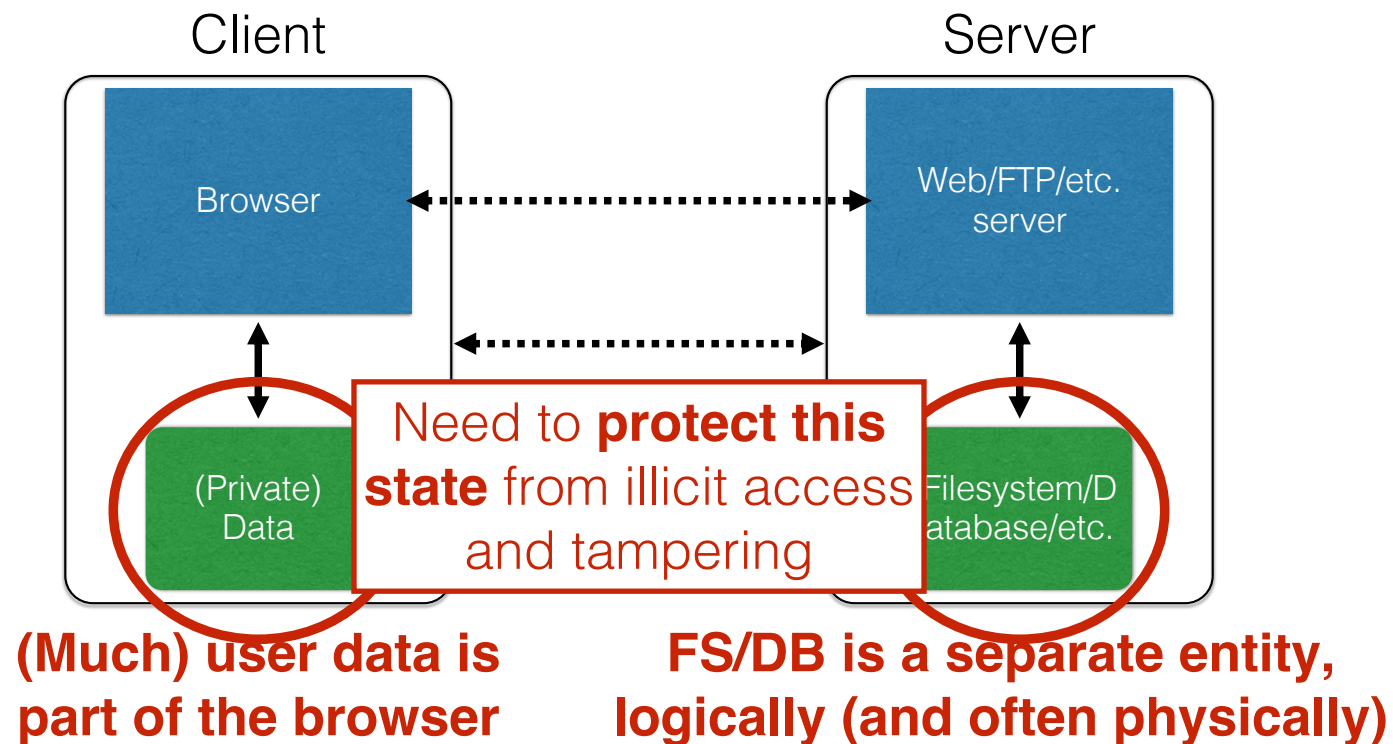 Client
Server
Browser
Web/FTP/etc.
server
Need to protect this
state from illicit access
and tampering
(Private)
Data
Filesystem/D
atabase/etc.
(Much) user data is
part of the browser
FS/DB is a separate entity,
logically (and often physically)